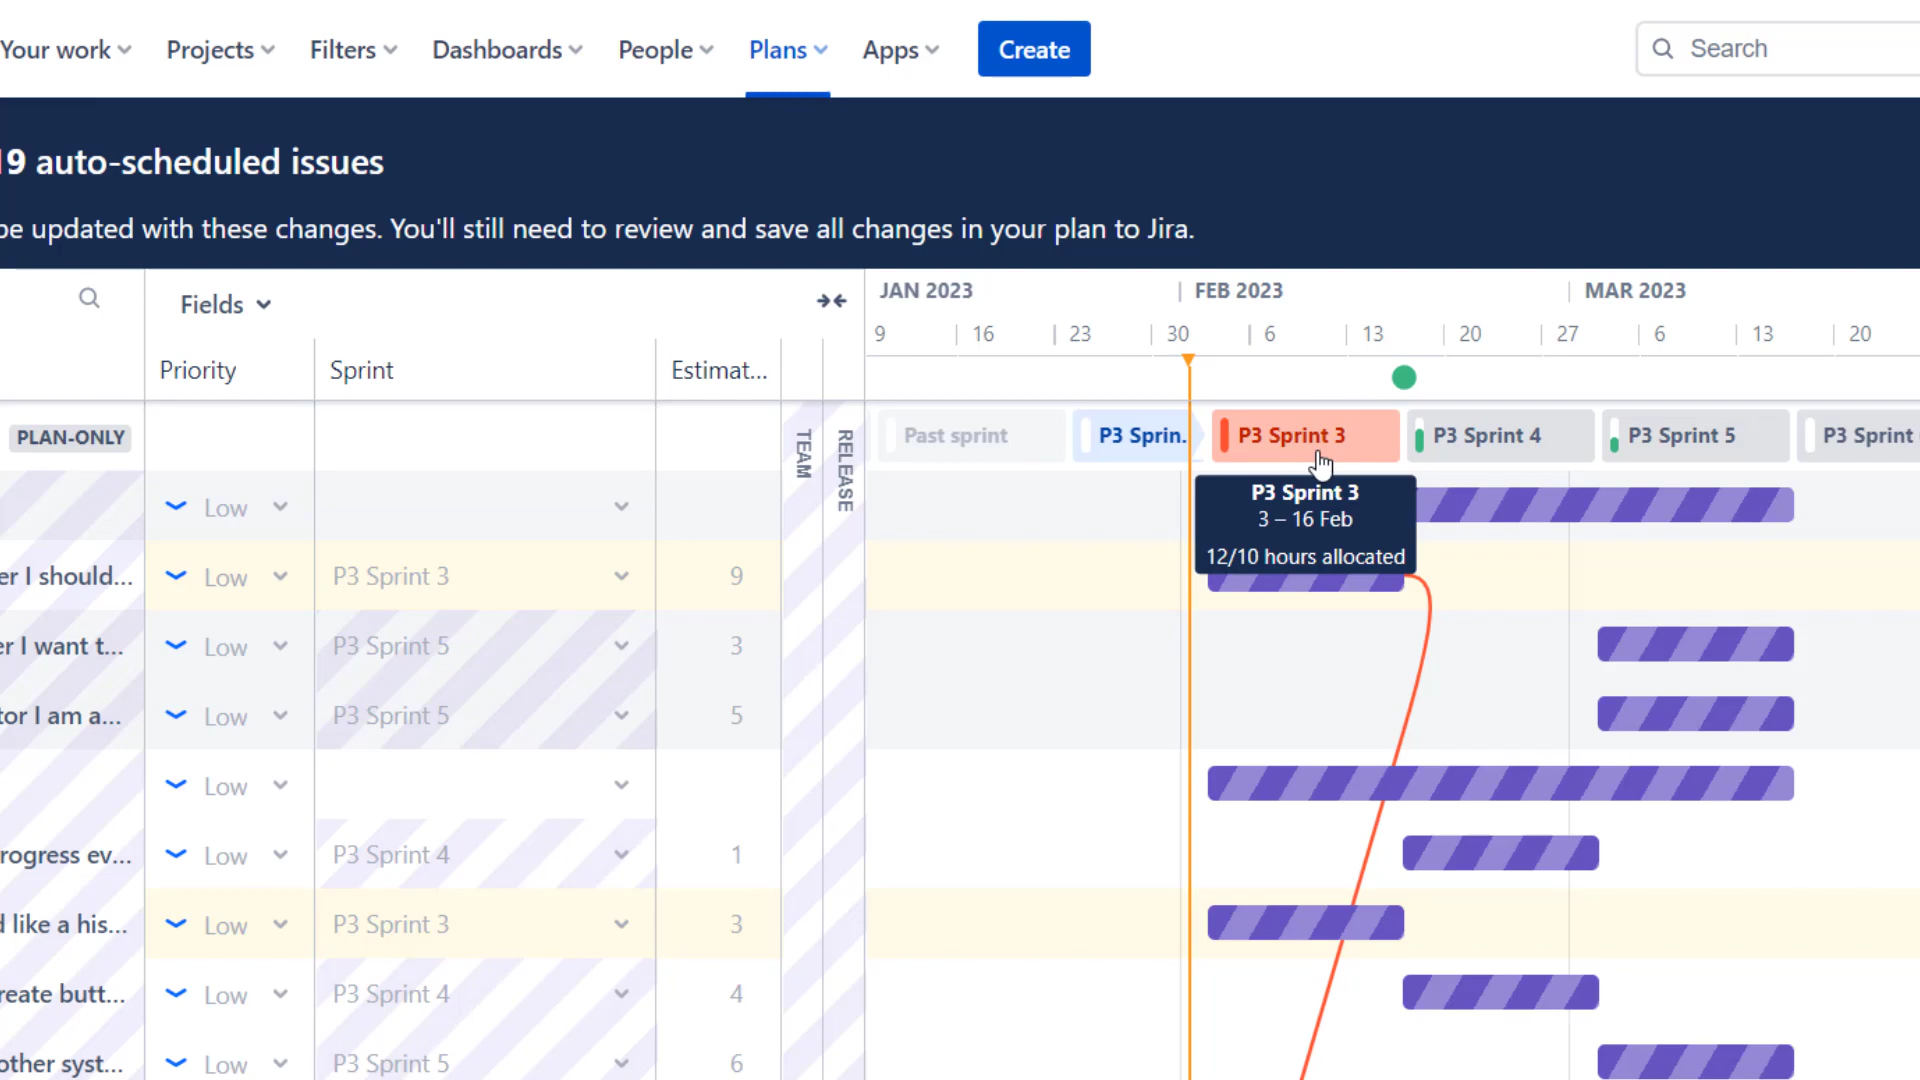 Your work Projects Filters Dashboards People Plans Apps Create Search
19 auto-scheduled issues
be updated with these changes. You'll still need to review and save all changes in your plan to Jira.
Fields
JAN 2023 FEB 2023 MAR 2023
9 16 23 30 6 13 20 27 6 13 20
Priority Sprint Estimat...
PLAN-ONLY TEAM RELEASE Past sprint P3 Sprin. P3 Sprint 3 P3 Sprint 4 P3 Sprint 5 P3 Sprint
Low
P3 Sprint 3
3 – 16 Feb
12/10 hours allocated
er I should... Low P3 Sprint 3 9
er I want t... Low P3 Sprint 5 3
tor I am a... Low P3 Sprint 5 5
Low
rogress ev... Low P3 Sprint 4 1
d like a his... Low P3 Sprint 3 3
reate butt... Low P3 Sprint 4 4
other syst... Low P3 Sprint 5 6